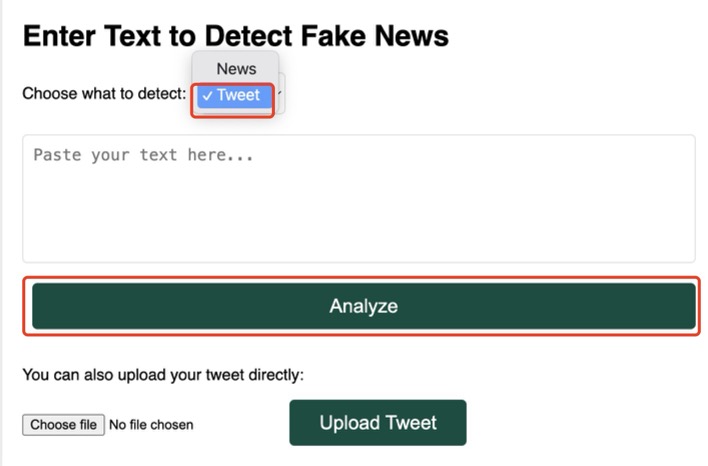 Enter Text to Detect Fake News
News
Choose what to detect: ✓ Tweet
Paste your text here...
Analyze
You can also upload your tweet directly:
Choose file No file chosen Upload Tweet